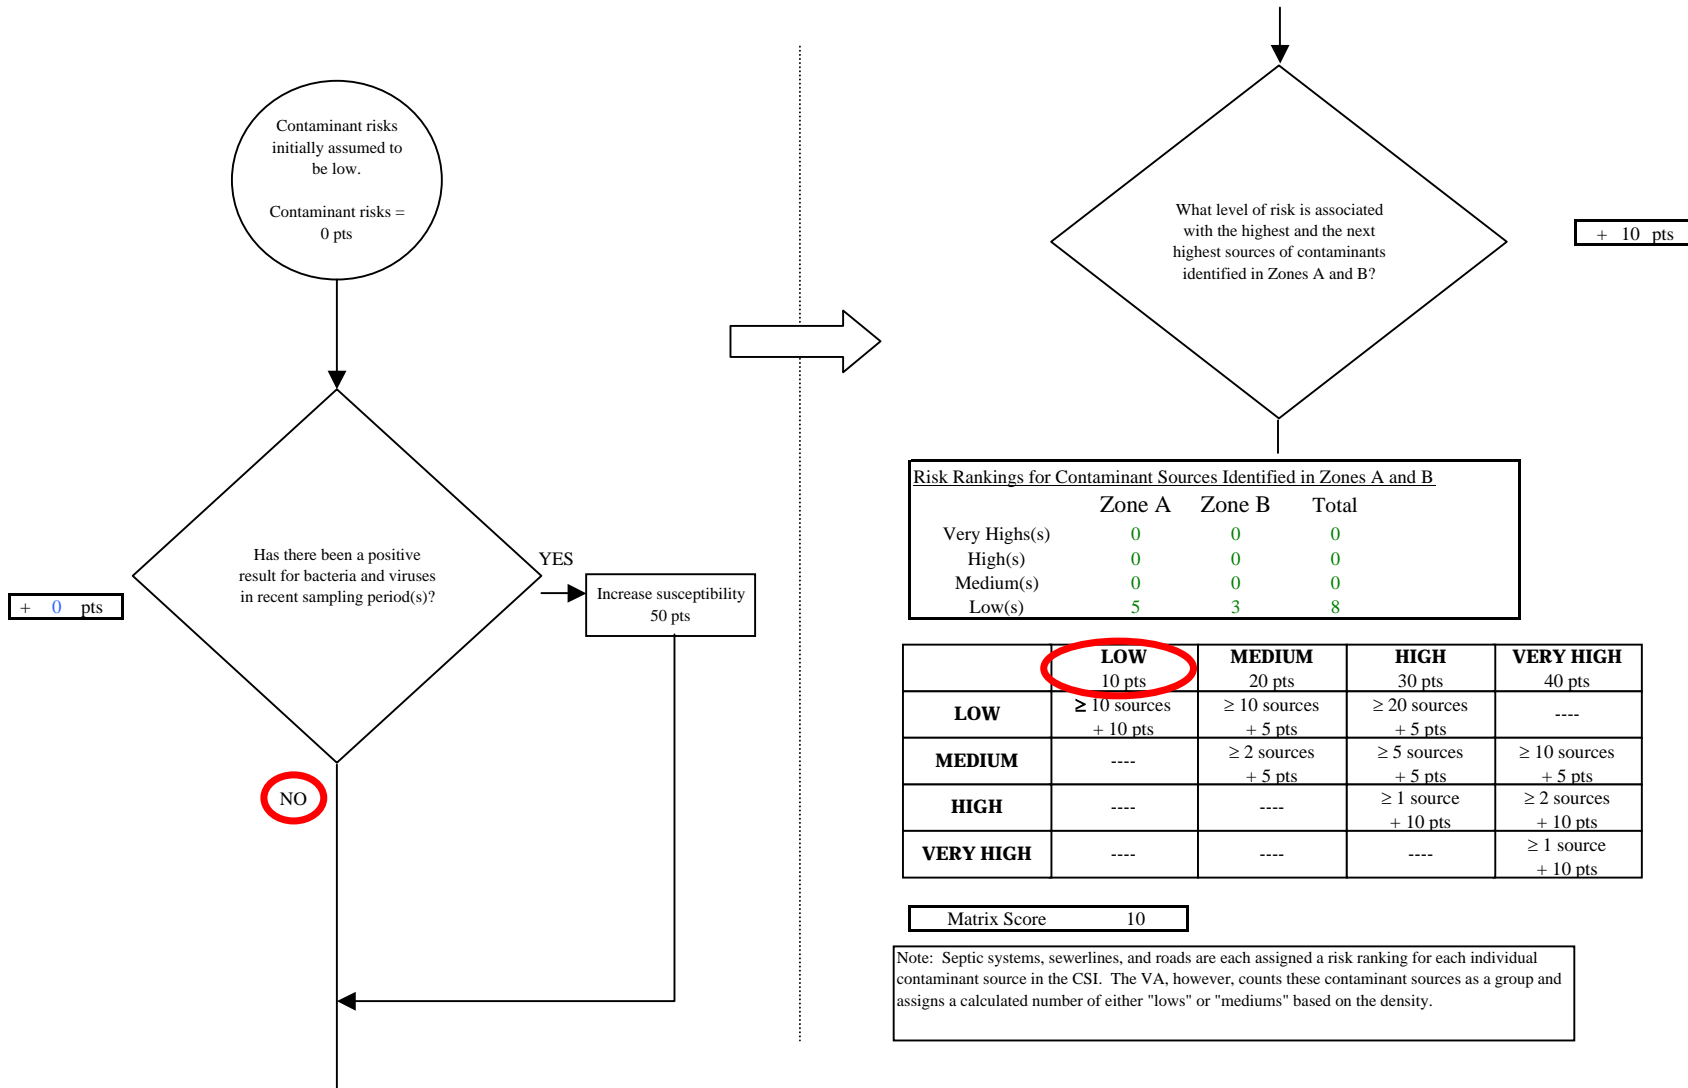 Contaminant risks
initially assumed to
be low.
Contaminant risks =
0 pts
Has there been a positive
result for bacteria and viruses
in recent sampling period(s)?
+ 0 pts
YES
Increase susceptibility
50 pts
NO
What level of risk is associated
with the highest and the next
highest sources of contaminants
identified in Zones A and B?
+ 10 pts
Risk Rankings for Contaminant Sources Identified in Zones A and B
Zone A Zone B Total
Very Highs(s) 0 0 0
High(s) 0 0 0
Medium(s) 0 0 0
Low(s) 5 3 8
LOW MEDIUM HIGH VERY HIGH
10 pts 20 pts 30 pts 40 pts
LOW ≥ 10 sources ≥ 10 sources ≥ 20 sources ----
+ 10 pts + 5 pts + 5 pts
MEDIUM ---- ≥ 2 sources ≥ 5 sources ≥ 10 sources
+ 5 pts + 5 pts + 5 pts
HIGH ---- ---- ≥ 1 source ≥ 2 sources
+ 10 pts + 10 pts
VERY HIGH ---- ---- ---- ≥ 1 source
+ 10 pts
Matrix Score 10
Note: Septic systems, sewerlines, and roads are each assigned a risk ranking for each individual
contaminant source in the CSI. The VA, however, counts these contaminant sources as a group and
assigns a calculated number of either "lows" or "mediums" based on the density.